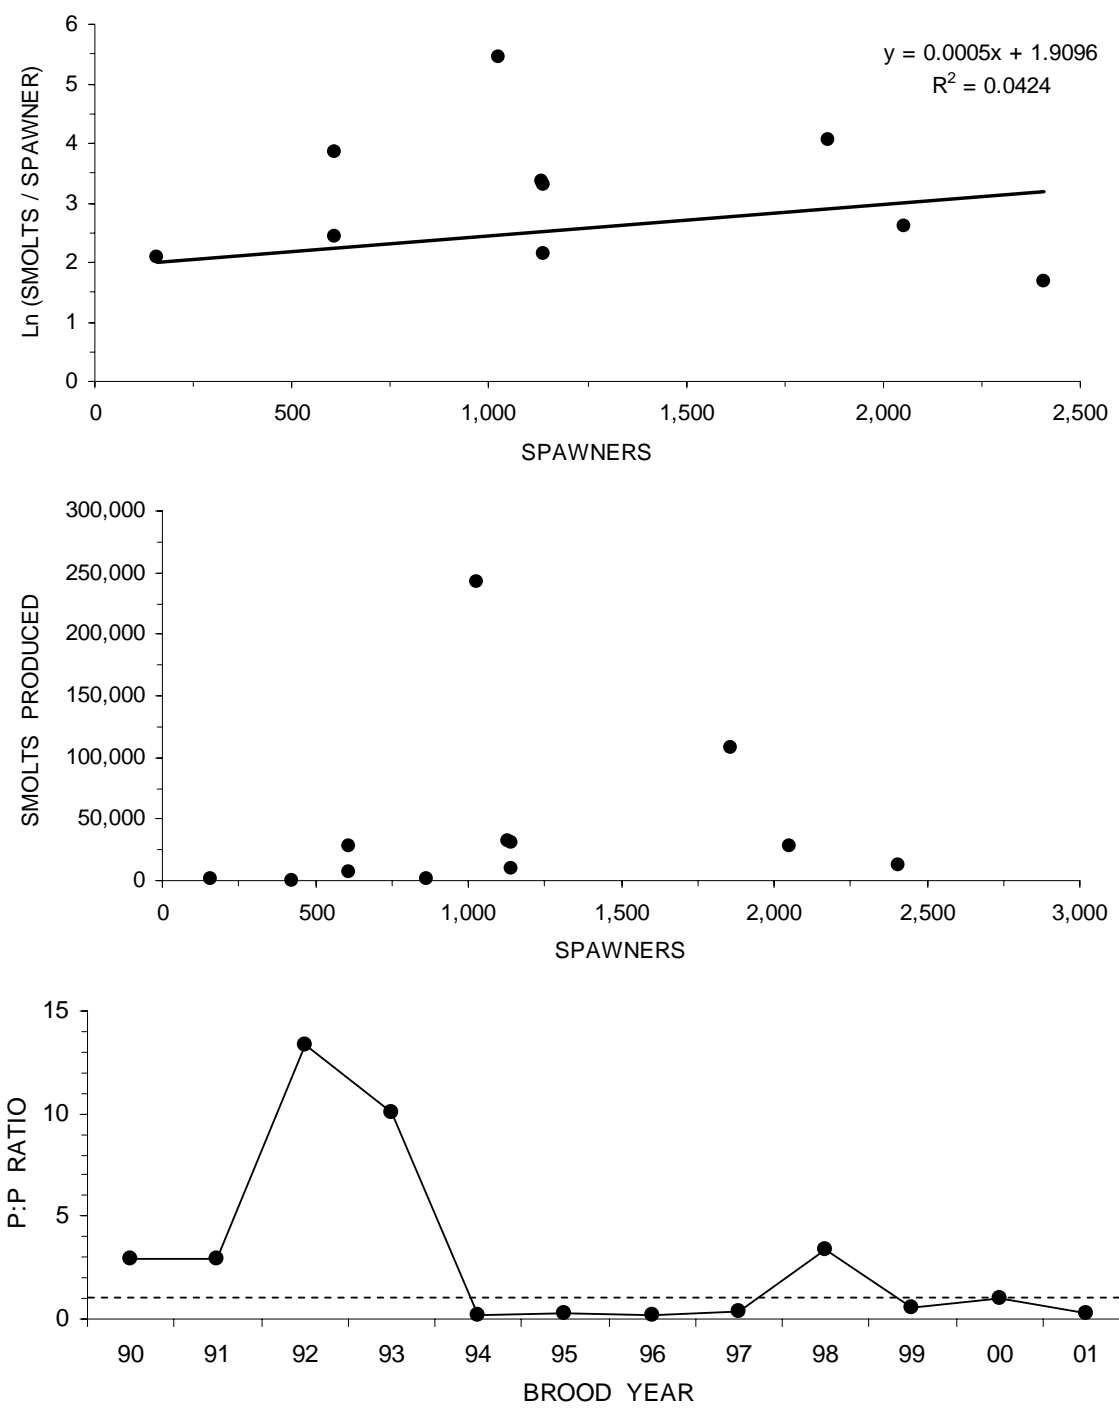 6
5
4
3
2
1
0
Ln (SMOLTS / SPAWNER)
y = 0.0005x + 1.9096
R² = 0.0424
0 500 1,000 1,500 2,000 2,500
SPAWNERS
300,000
250,000
200,000
150,000
100,000
50,000
0
SMOLTS PRODUCED
0 500 1,000 1,500 2,000 2,500 3,000
SPAWNERS
15
10
5
0
P:P RATIO
90 91 92 93 94 95 96 97 98 99 00 01
BROOD YEAR